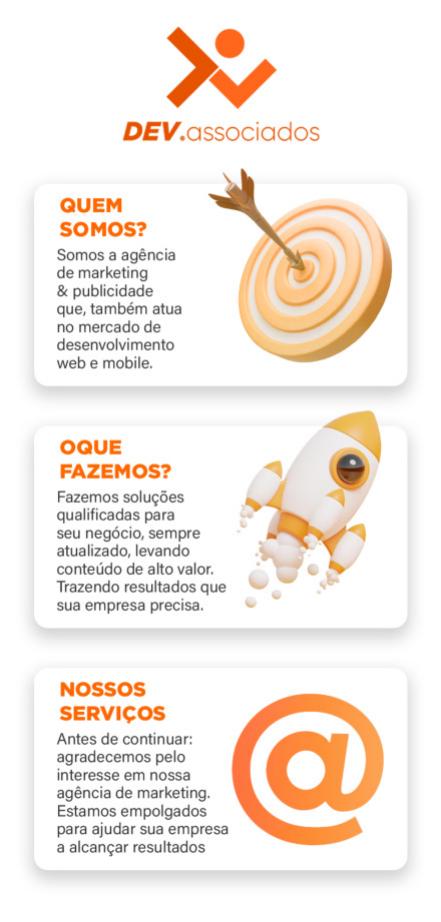 DEV.associados
QUEM
SOMOS?
Somos a agência
de marketing
& publicidade
que, também atua
no mercado de
desenvolvimento
web e mobile.
OQUE
FAZEMOS?
Fazemos soluções
qualificadas para
seu negócio, sempre
atualizado, levando
conteúdo de alto valor.
Trazendo resultados que
sua empresa precisa.
NOSSOS
SERVIÇOS
Antes de continuar:
agradecemos pelo
interesse em nossa
agência de marketing.
Estamos empolgados
para ajudar sua empresa
a alcançar resultados
@